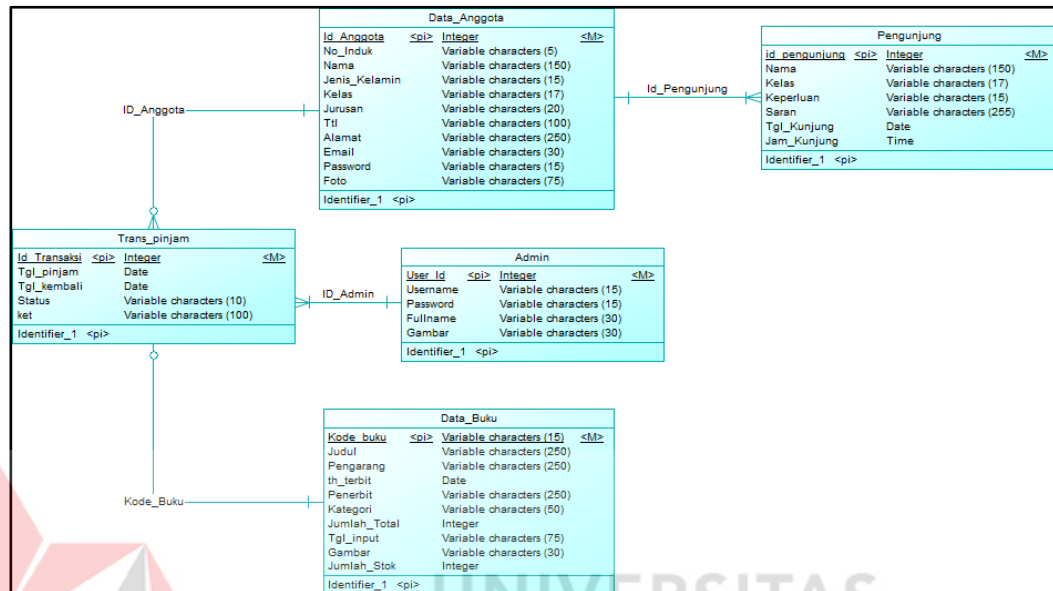 Data_Anggota
Id_Anggota <pi> Integer <M>
No_Induk Variable characters (5)
Nama Variable characters (150)
Jenis_Kelamin Variable characters (15)
Kelas Variable characters (17)
Jurusan Variable characters (20)
Ttl Variable characters (100)
Alamat Variable characters (250)
Email Variable characters (30)
Password Variable characters (15)
Foto Variable characters (75)
Identifier_1 <pi>
Id_Pengunjung
Pengunjung
id_pengunjung <pi> Integer <M>
Nama Variable characters (150)
Kelas Variable characters (17)
Keperluan Variable characters (15)
Saran Variable characters (255)
Tgl_Kunjung Date
Jam_Kunjung Time
Identifier_1 <pi>
ID_Anggota
Trans_pinjam
Id_Transaksi <pi> Integer <M>
Tgl_pinjam Date
Tgl_kembali Date
Status Variable characters (10)
ket Variable characters (100)
Identifier_1 <pi>
ID_Admin
Admin
User_Id <pi> Integer <M>
Username Variable characters (15)
Password Variable characters (15)
Fullname Variable characters (30)
Gambar Variable characters (30)
Identifier_1 <pi>
Kode_Buku
Data_Buku
Kode_buku <pi> Variable characters (15) <M>
Judul Variable characters (250)
Pengarang Variable characters (250)
th_terbit Date
Penerbit Variable characters (250)
Kategori Variable characters (50)
Jumlah_Total Integer
Tgl_input Variable characters (75)
Gambar Variable characters (30)
Jumlah_Stok Integer
Identifier_1 <pi>
UNIVERSITAS